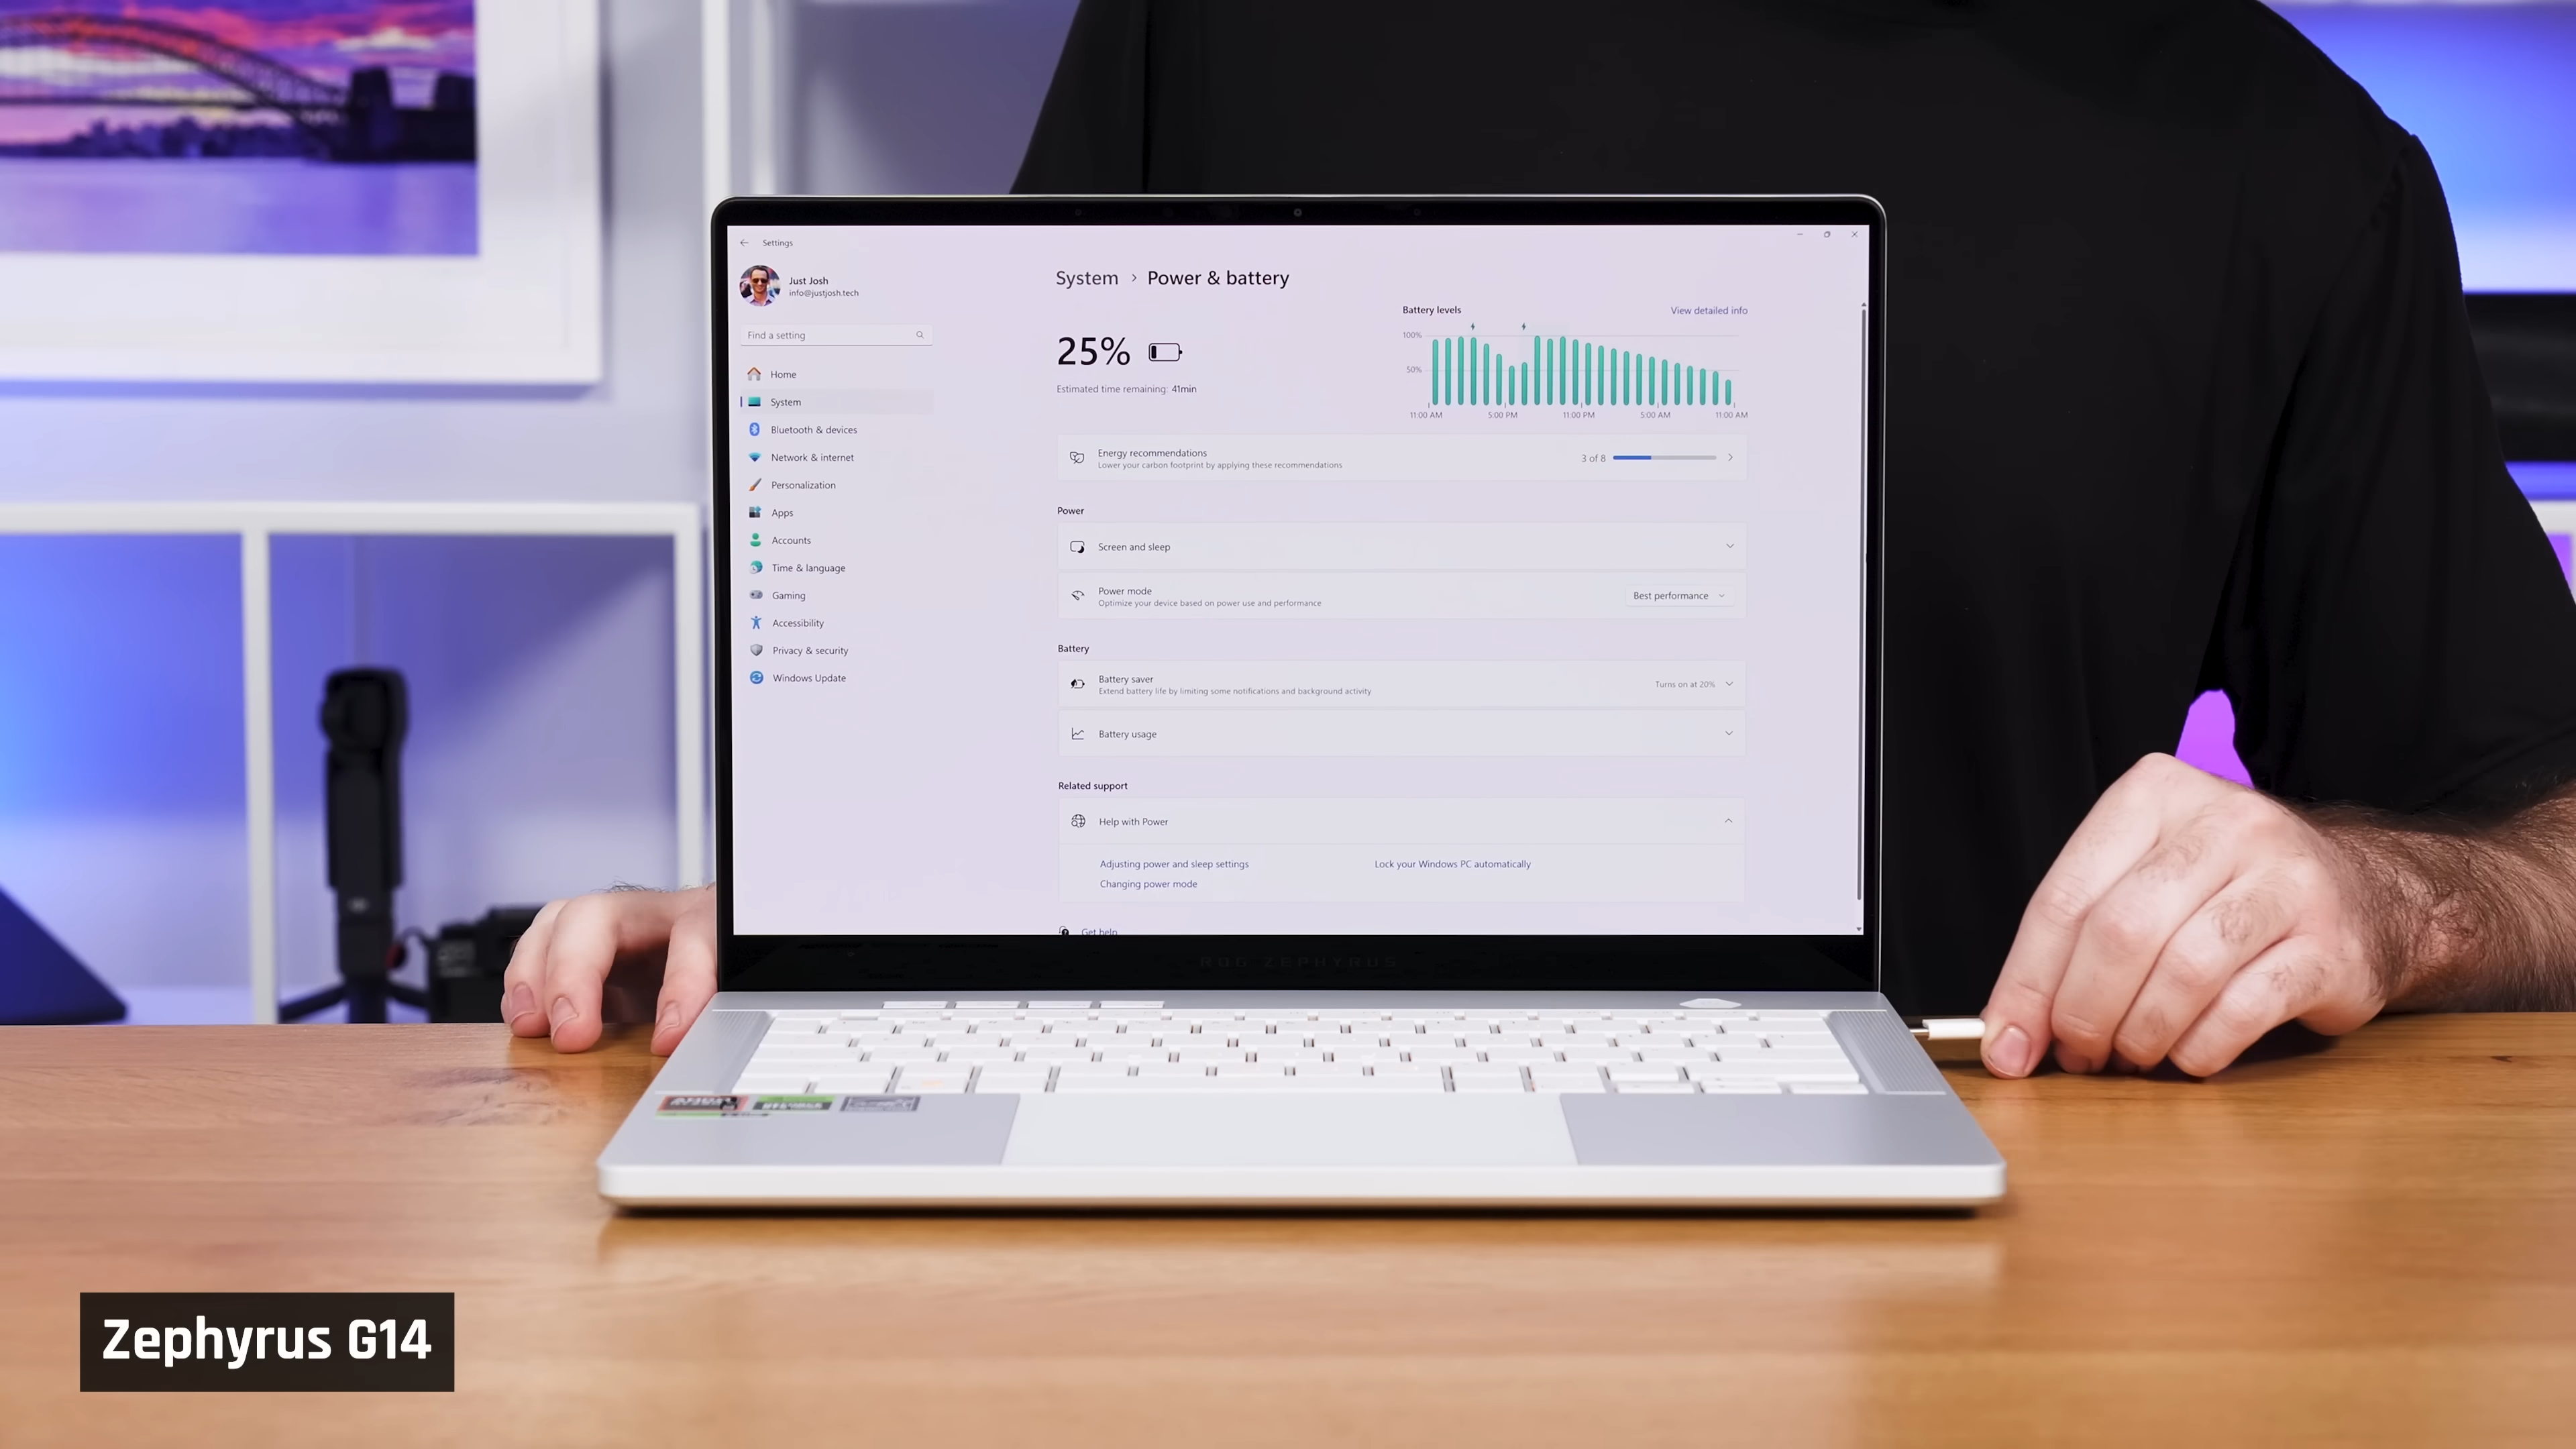 Settings
Just Josh
info@justjosh.tech
Find a setting
Home
System
Bluetooth & devices
Network & internet
Personalization
Apps
Accounts
Time & language
Gaming
Accessibility
Privacy & security
Windows Update
System > Power & battery
25%
Estimated time remaining: 41min
Battery levels
View detailed info
100%
50%
11:00 AM 5:00 PM 11:00 PM 5:00 AM 11:00 AM
Energy recommendations
Lower your carbon footprint by applying these recommendations
3 of 8
Power
Screen and sleep
Power mode
Optimize your device based on power use and performance
Best performance
Battery
Battery saver
Extend battery life by limiting some notifications and background activity
Turns on at 20%
Battery usage
Related support
Help with Power
Adjusting power and sleep settings
Lock your Windows PC automatically
Changing power mode
Get help
ROG ZEPHYRUS
Zephyrus G14